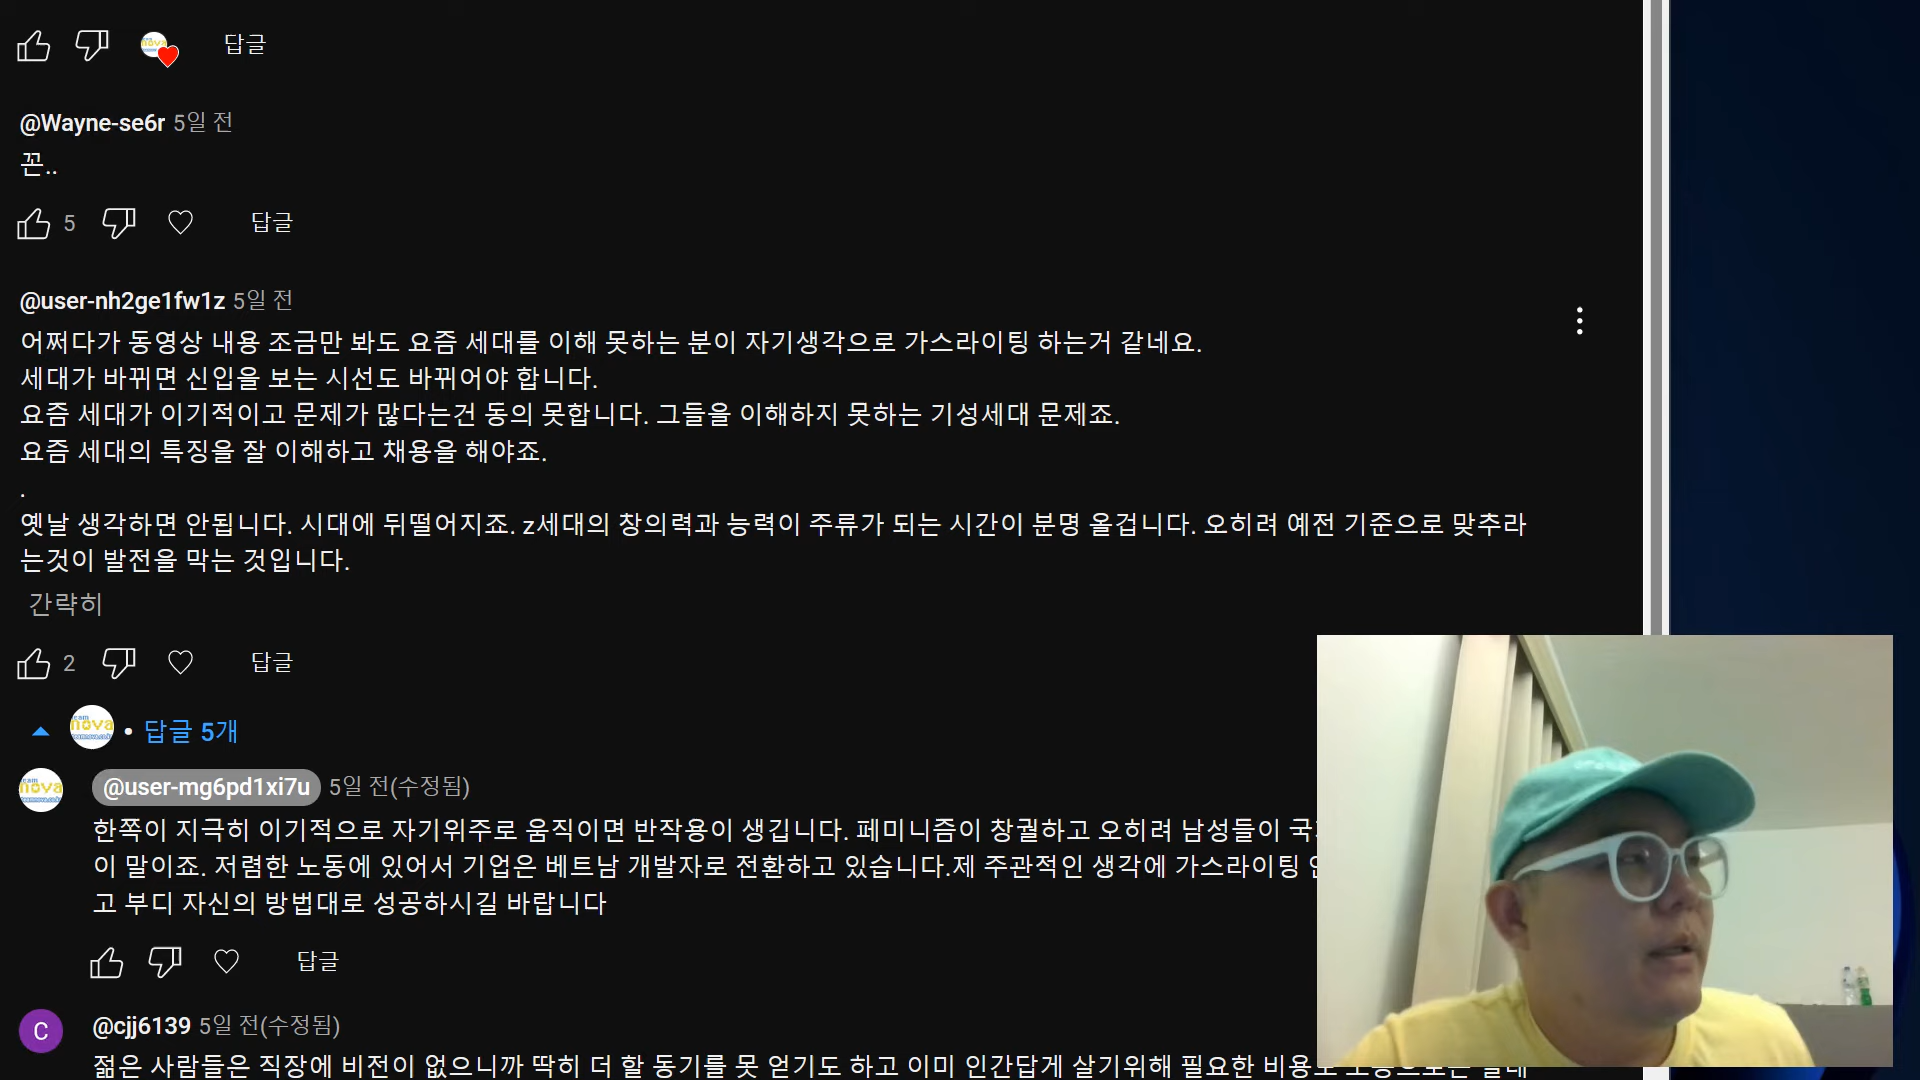 답글
@Wayne-se6r 5일 전
꼰..
5 답글
@user-nh2ge1fw1z 5일 전
어쩌다가 동영상 내용 조금만 봐도 요즘 세대를 이해 못하는 분이 자기생각으로 가스라이팅 하는거 같네요.
세대가 바뀌면 신입을 보는 시선도 바뀌어야 합니다.
요즘 세대가 이기적이고 문제가 많다는건 동의 못합니다. 그들을 이해하지 못하는 기성세대 문제죠.
요즘 세대의 특징을 잘 이해하고 채용을 해야죠.
.
옛날 생각하면 안됩니다. 시대에 뒤떨어지죠. z세대의 창의력과 능력이 주류가 되는 시간이 분명 올겁니다. 오히려 예전 기준으로 맞추라
는것이 발전을 막는 것입니다.
간략히
2 답글
nova • 답글 5개
nova
@user-mg6pd1xi7u 5일 전(수정됨)
한쪽이 지극히 이기적으로 자기위주로 움직이면 반작용이 생깁니다. 페미니즘이 창궐하고 오히려 남성들이
이 말이죠. 저렴한 노동에 있어서 기업은 베트남 개발자로 전환하고 있습니다.제 주관적인 생각에 가스라이팅
고 부디 자신의 방법대로 성공하시길 바랍니다
답글
C
@cjj6139 5일 전(수정됨)
젊은 사람들은 직장에 비전이 없으니까 딱히 더 할 동기를 못 얻기도 하고 이미 인간답게 살기위해 필요한